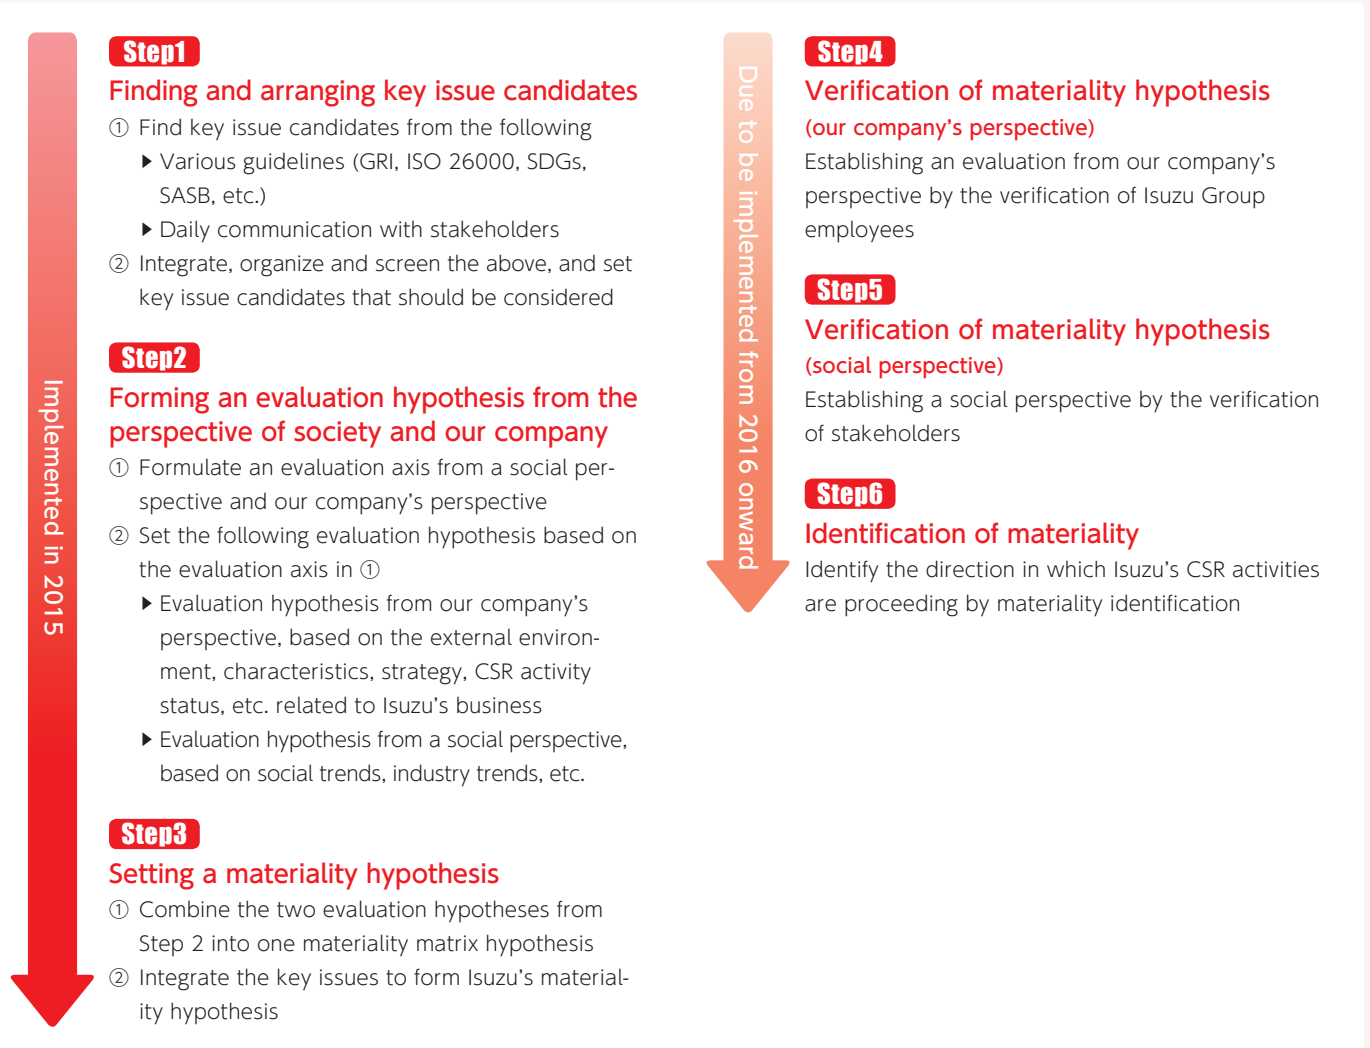 Implemented in 2015
Step1
Finding and arranging key issue candidates
① Find key issue candidates from the following
▶ Various guidelines (GRI, ISO 26000, SDGs,
SASB, etc.)
▶ Daily communication with stakeholders
② Integrate, organize and screen the above, and set
key issue candidates that should be considered
Step2
Forming an evaluation hypothesis from the
perspective of society and our company
① Formulate an evaluation axis from a social per-
spective and our company’s perspective
② Set the following evaluation hypothesis based on
the evaluation axis in ①
▶ Evaluation hypothesis from our company’s
perspective, based on the external environ-
ment, characteristics, strategy, CSR activity
status, etc. related to Isuzu’s business
▶ Evaluation hypothesis from a social perspective,
based on social trends, industry trends, etc.
Step3
Setting a materiality hypothesis
① Combine the two evaluation hypotheses from
Step 2 into one materiality matrix hypothesis
② Integrate the key issues to form Isuzu’s material-
ity hypothesis
Due to be implemented from 2016 onward
Step4
Verification of materiality hypothesis
(our company’s perspective)
Establishing an evaluation from our company’s
perspective by the verification of Isuzu Group
employees
Step5
Verification of materiality hypothesis
(social perspective)
Establishing a social perspective by the verification
of stakeholders
Step6
Identification of materiality
Identify the direction in which Isuzu’s CSR activities
are proceeding by materiality identification